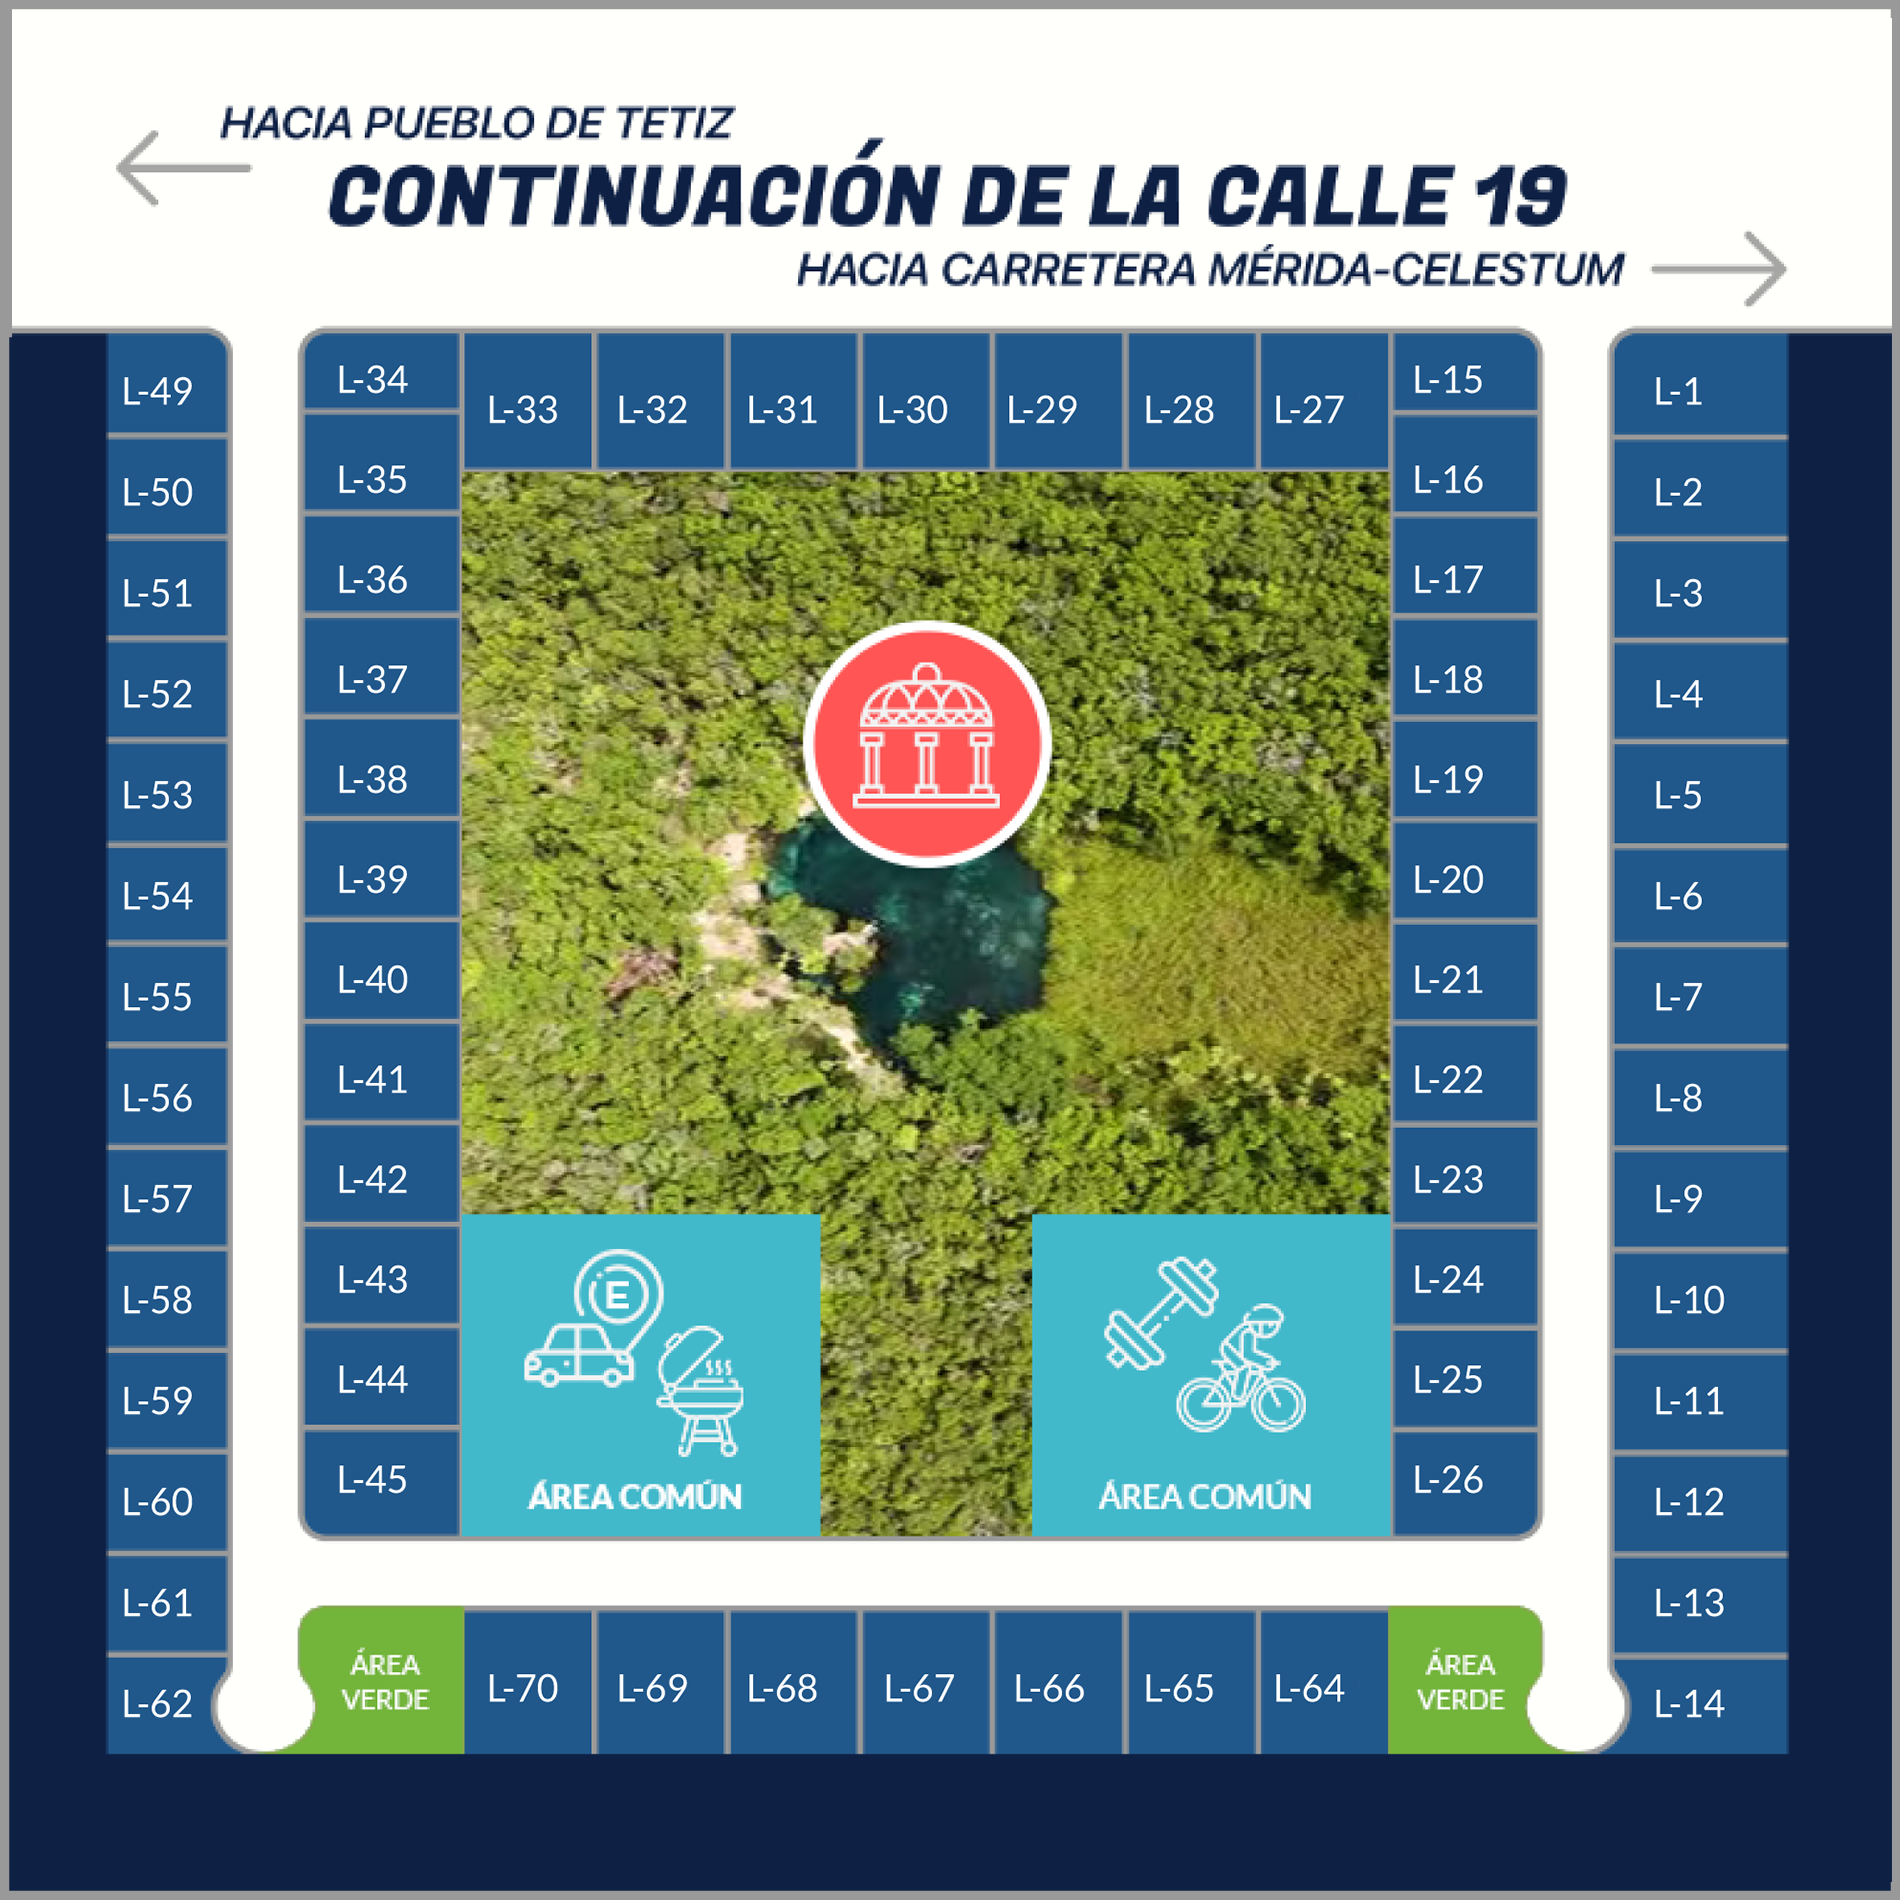 HACIA PUEBLO DE TETIZ
CONTINUACIÓN DE LA CALLE 19
HACIA CARRETERA MÉRIDA-CELESTUM
L-49
L-50
L-51
L-52
L-53
L-54
L-55
L-56
L-57
L-58
L-59
L-60
L-61
L-62
L-34
L-35
L-36
L-37
L-38
L-39
L-40
L-41
L-42
L-43
L-44
L-45
L-33 L-32 L-31 L-30 L-29 L-28 L-27
E
ÁREA COMÚN
ÁREA COMÚN
L-15
L-16
L-17
L-18
L-19
L-20
L-21
L-22
L-23
L-24
L-25
L-26
L-1
L-2
L-3
L-4
L-5
L-6
L-7
L-8
L-9
L-10
L-11
L-12
L-13
L-14
ÁREA
VERDE
L-70 L-69 L-68 L-67 L-66 L-65 L-64
ÁREA
VERDE